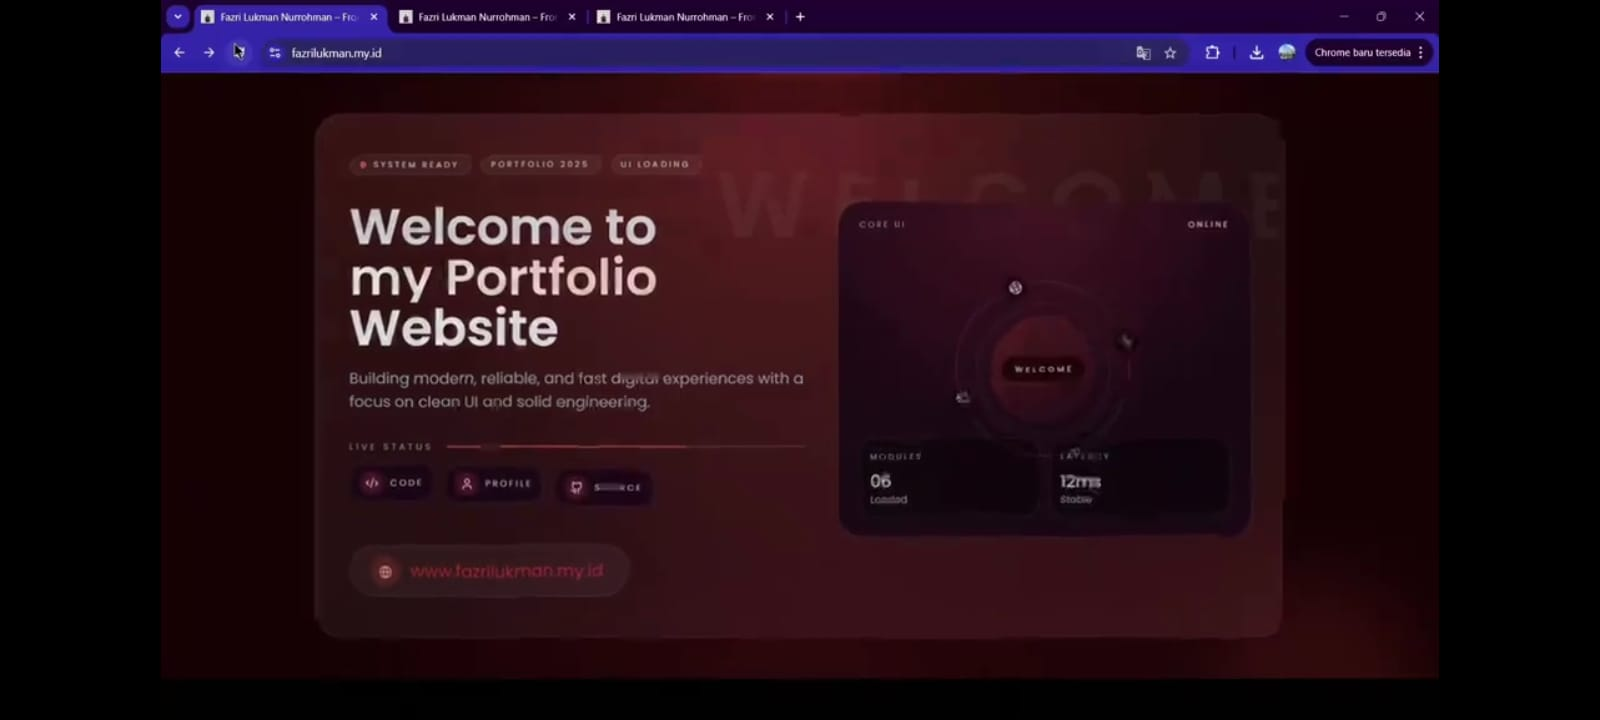 Fazri Lukman Nurrohman – Fro
Fazri Lukman Nurrohman – Fro
Fazri Lukman Nurrohman – Fro
fazrilukman.my.id
Chrome baru tersedia
SYSTEM READY
PORTFOLIO 2025
UI LOADING
WELCOME
Welcome to
my Portfolio
Website
Building modern, reliable, and fast digital experiences with a
focus on clean UI and solid engineering.
LIVE STATUS
CODE
PROFILE
www.fazrilukman.my.id
CORE UI
ONLINE
WELCOME
MODULES
06
Loaded
LATENCY
12ms
Stable